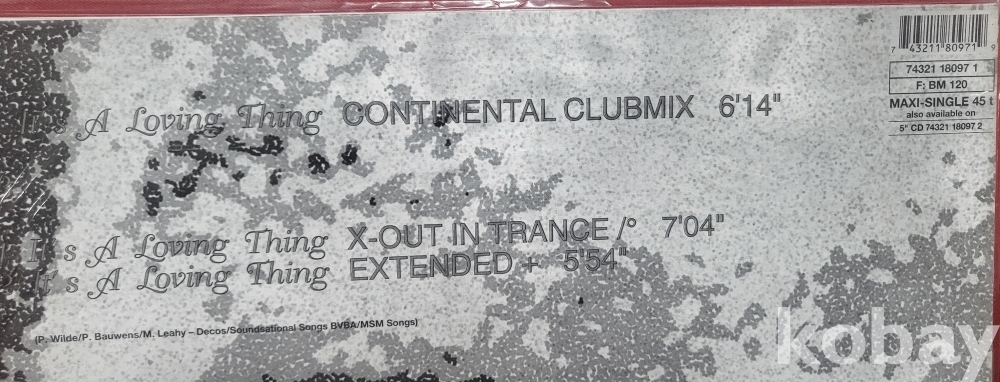 It's A Loving Thing CONTINENTAL CLUBMIX 6'14"
It's A Loving Thing X-OUT IN TRANCE /° 7'04"
It's A Loving Thing EXTENDED + 5'54"'
(P. Wilde/P. Bauwens/M. Leahy – Decos/Soundsational Songs BVBA/MSM Songs)
7 43211 80971 9
74321 18097 1
F: BM 120
MAXI-SINGLE 45 t
also available on
5" CD 74321 18097 2
kobay